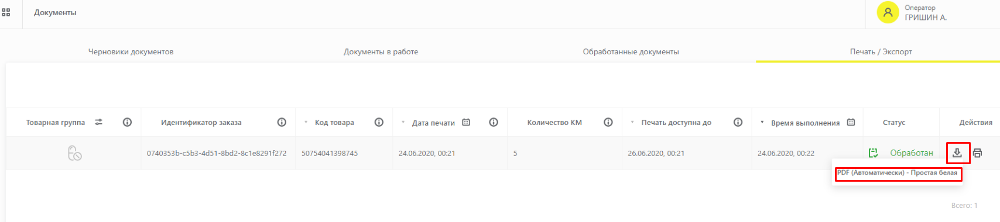 Документы
Оператор
ГРИШИН А.
Черновики документов
Документы в работе
Обработанные документы
Печать / Экспорт
Товарная группа
Идентификатор заказа
Код товара
Дата печати
Количество КМ
Печать доступна до
Время выполнения
Статус
Действия
0740353b-c5b3-4d51-8bd2-8c1e8291f272
50754041398745
24.06.2020, 00:21
5
26.06.2020, 00:21
24.06.2020, 00:22
Обработан
PDF (Автоматически) - Простая белая
Всего: 1